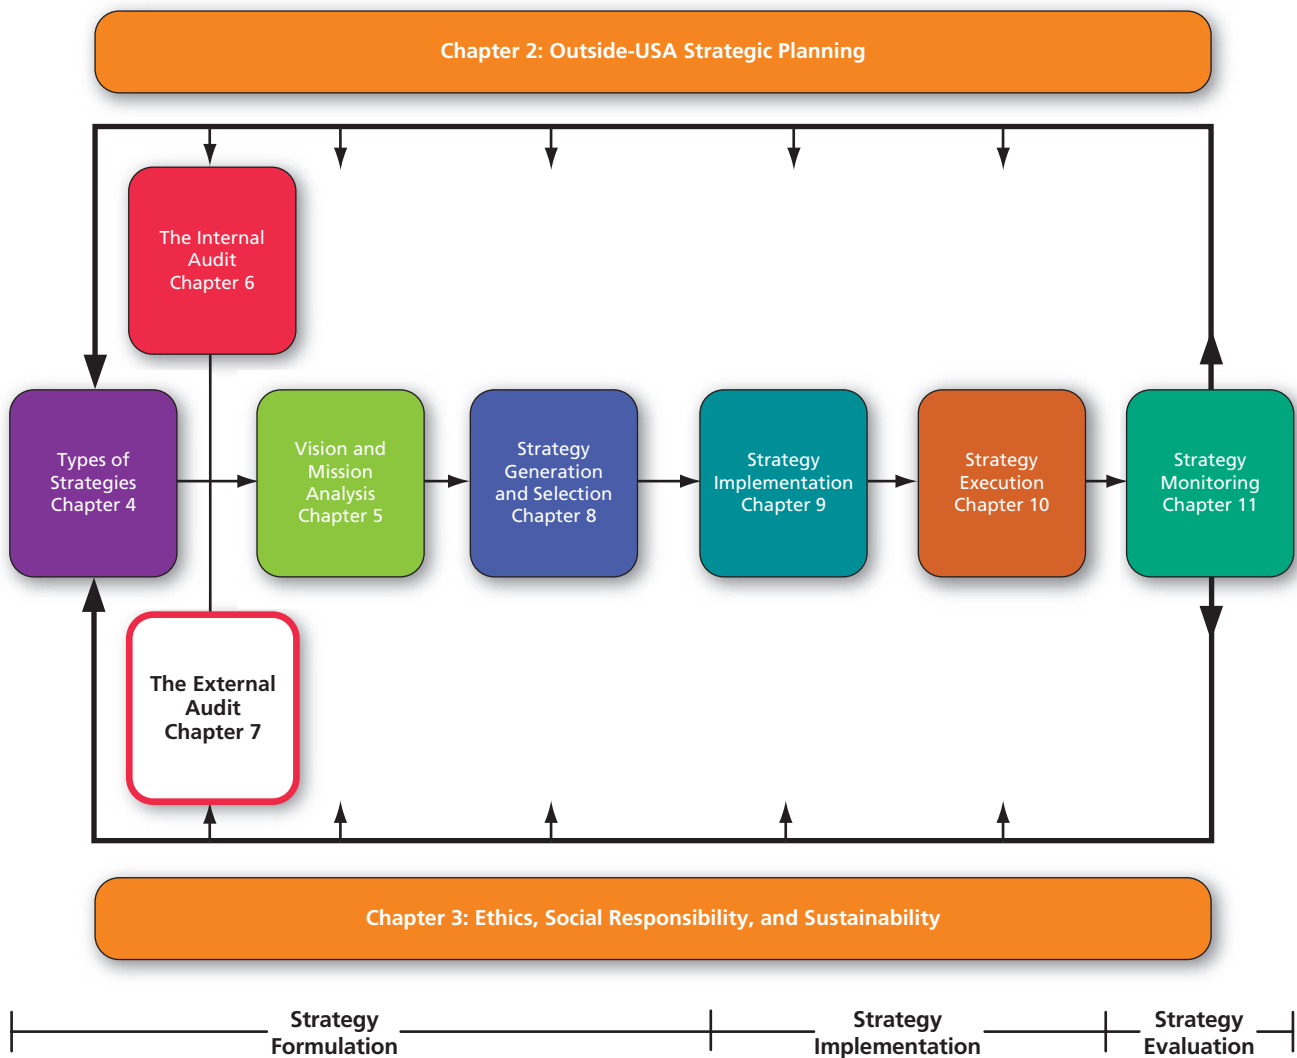 Chapter 2: Outside-USA Strategic Planning
The Internal
Audit
Chapter 6
Types of
Strategies
Chapter 4
Vision and
Mission
Analysis
Chapter 5
Strategy
Generation
and Selection
Chapter 8
Strategy
Implementation
Chapter 9
Strategy
Execution
Chapter 10
Strategy
Monitoring
Chapter 11
The External
Audit
Chapter 7
Chapter 3: Ethics, Social Responsibility, and Sustainability
Strategy
Formulation
Strategy
Implementation
Strategy
Evaluation